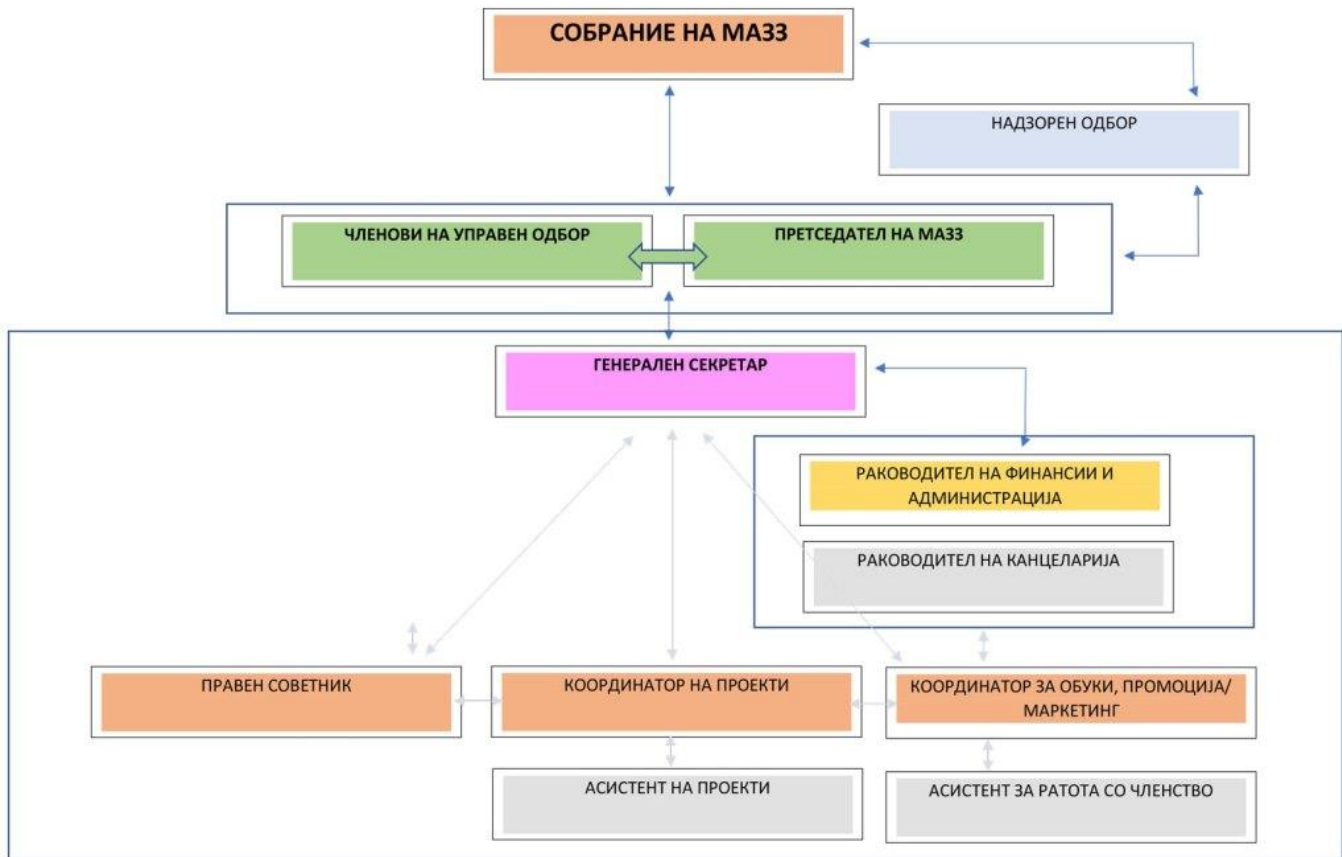 СОБРАНИЕ НА МАЗЗ
НАДЗОРЕН ОДБОР
ЧЛЕНОВИ НА УПРАВЕН ОДБОР
ПРЕТСЕДАТЕЛ НА МАЗЗ
ГЕНЕРАЛЕН СЕКРЕТАР
РАКОВОДИТЕЛ НА ФИНАНСИИ И
АДМИНИСТРАЦИЈА
РАКОВОДИТЕЛ НА КАНЦЕЛАРИЈА
ПРАВЕН СОВЕТНИК
КООРДИНАТОР НА ПРОЕКТИ
КООРДИНАТОР ЗА ОБУКИ, ПРОМОЦИЈА/
МАРКЕТИНГ
АСИСТЕНТ НА ПРОЕКТИ
АСИСТЕНТ ЗА РАТОТА СО ЧЛЕНСТВО